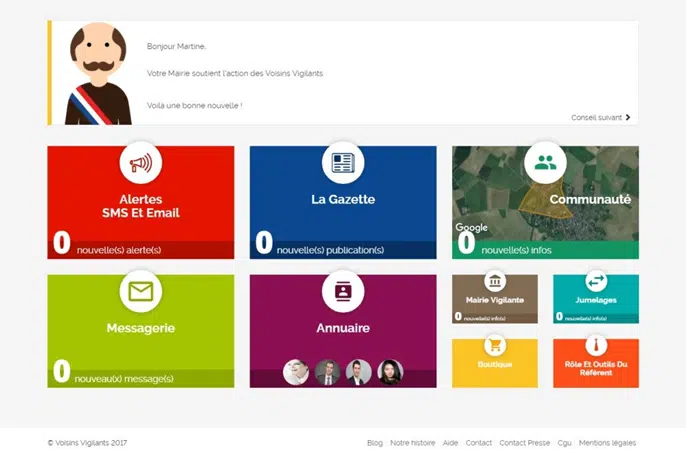 Bonjour Martine,
Votre Mairie soutient l'action des Voisins Vigilants
Voila une bonne nouvelle !
Conseil suivant
Alertes
SMS Et Email
0 nouvelle(s) alerte(s)
La Gazette
0 nouvelle(s) publication(s)
Communauté
Google
0 nouvelle(s) infos
Messagerie
0 nouveau(x) message(s)
Annuaire
Mairie Vigilante
0 nouvelle(s) info(s)
Jumelages
0 nouvelle(s) info(s)
Boutique
Rôle Et Outils Du
Référent
© Voisins Vigilants 2017
Blog Notre histoire Aide Contact Contact Presse Cgu Mentions légales